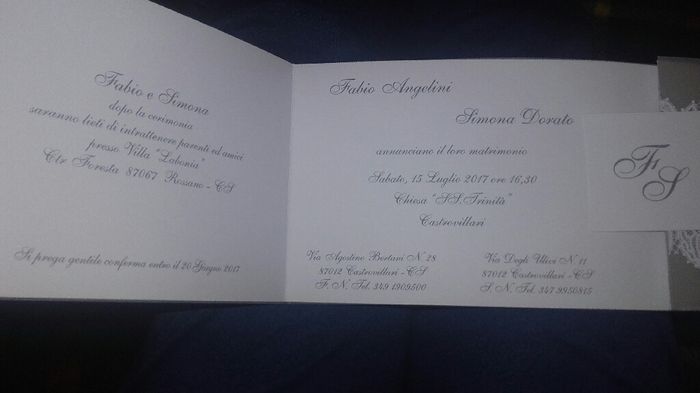 Fabio e Simona
dopo la cerimonia
saranno lieti di intrattenere parenti ed amici
presso Villa "Labonia"
Ctr Foresta 87067 Rossano - CS
Si prega gentile conferma entro il 20 Giugno 2017
Fabio Angelini
Simona Dorato
annunciano il loro matrimonio
Sabato, 15 Luglio 2017 ore 16,30
Chiesa "SS. Trinità"
Castrovillari
Via Agostino Bertani N 28
87012 Castrovillari - CS
F. N. Tel. 349 1909500
Via Degli Ulivi N 11
87012 Castrovillari - CS
S. N. Tel. 347 9950815
F
S